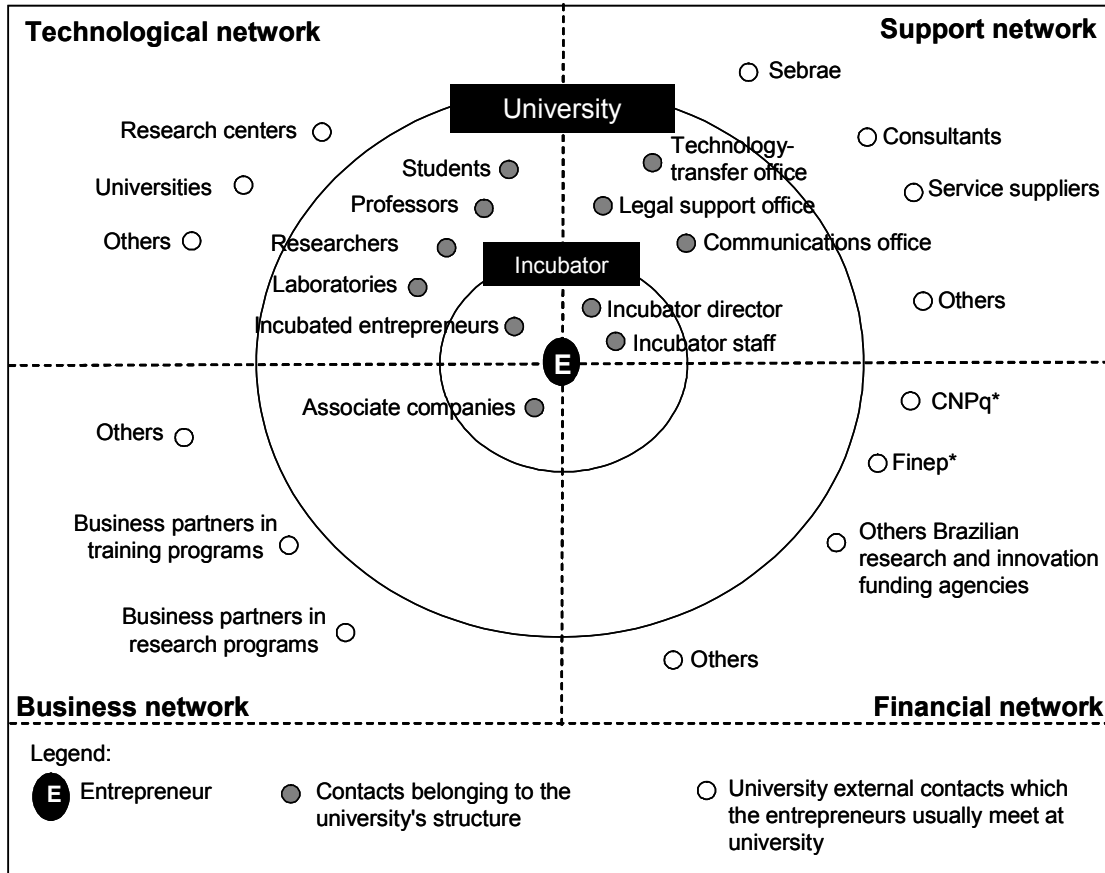 Technological network
Support network
Sebrae
University
Research centers
Consultants
Technology-
transfer office
Students
Universities
Service suppliers
Professors
Legal support office
Others
Researchers
Communications office
Incubator
Laboratories
Others
Incubator director
Incubated entrepreneurs
Incubator staff
E
Associate companies
CNPq*
Others
Finep*
Business partners in
training programs
Others Brazilian
research and innovation
funding agencies
Business partners in
research programs
Others
Business network
Financial network
Legend:
E Entrepreneur
Contacts belonging to the
university's structure
University external contacts which
the entrepreneurs usually meet at
university